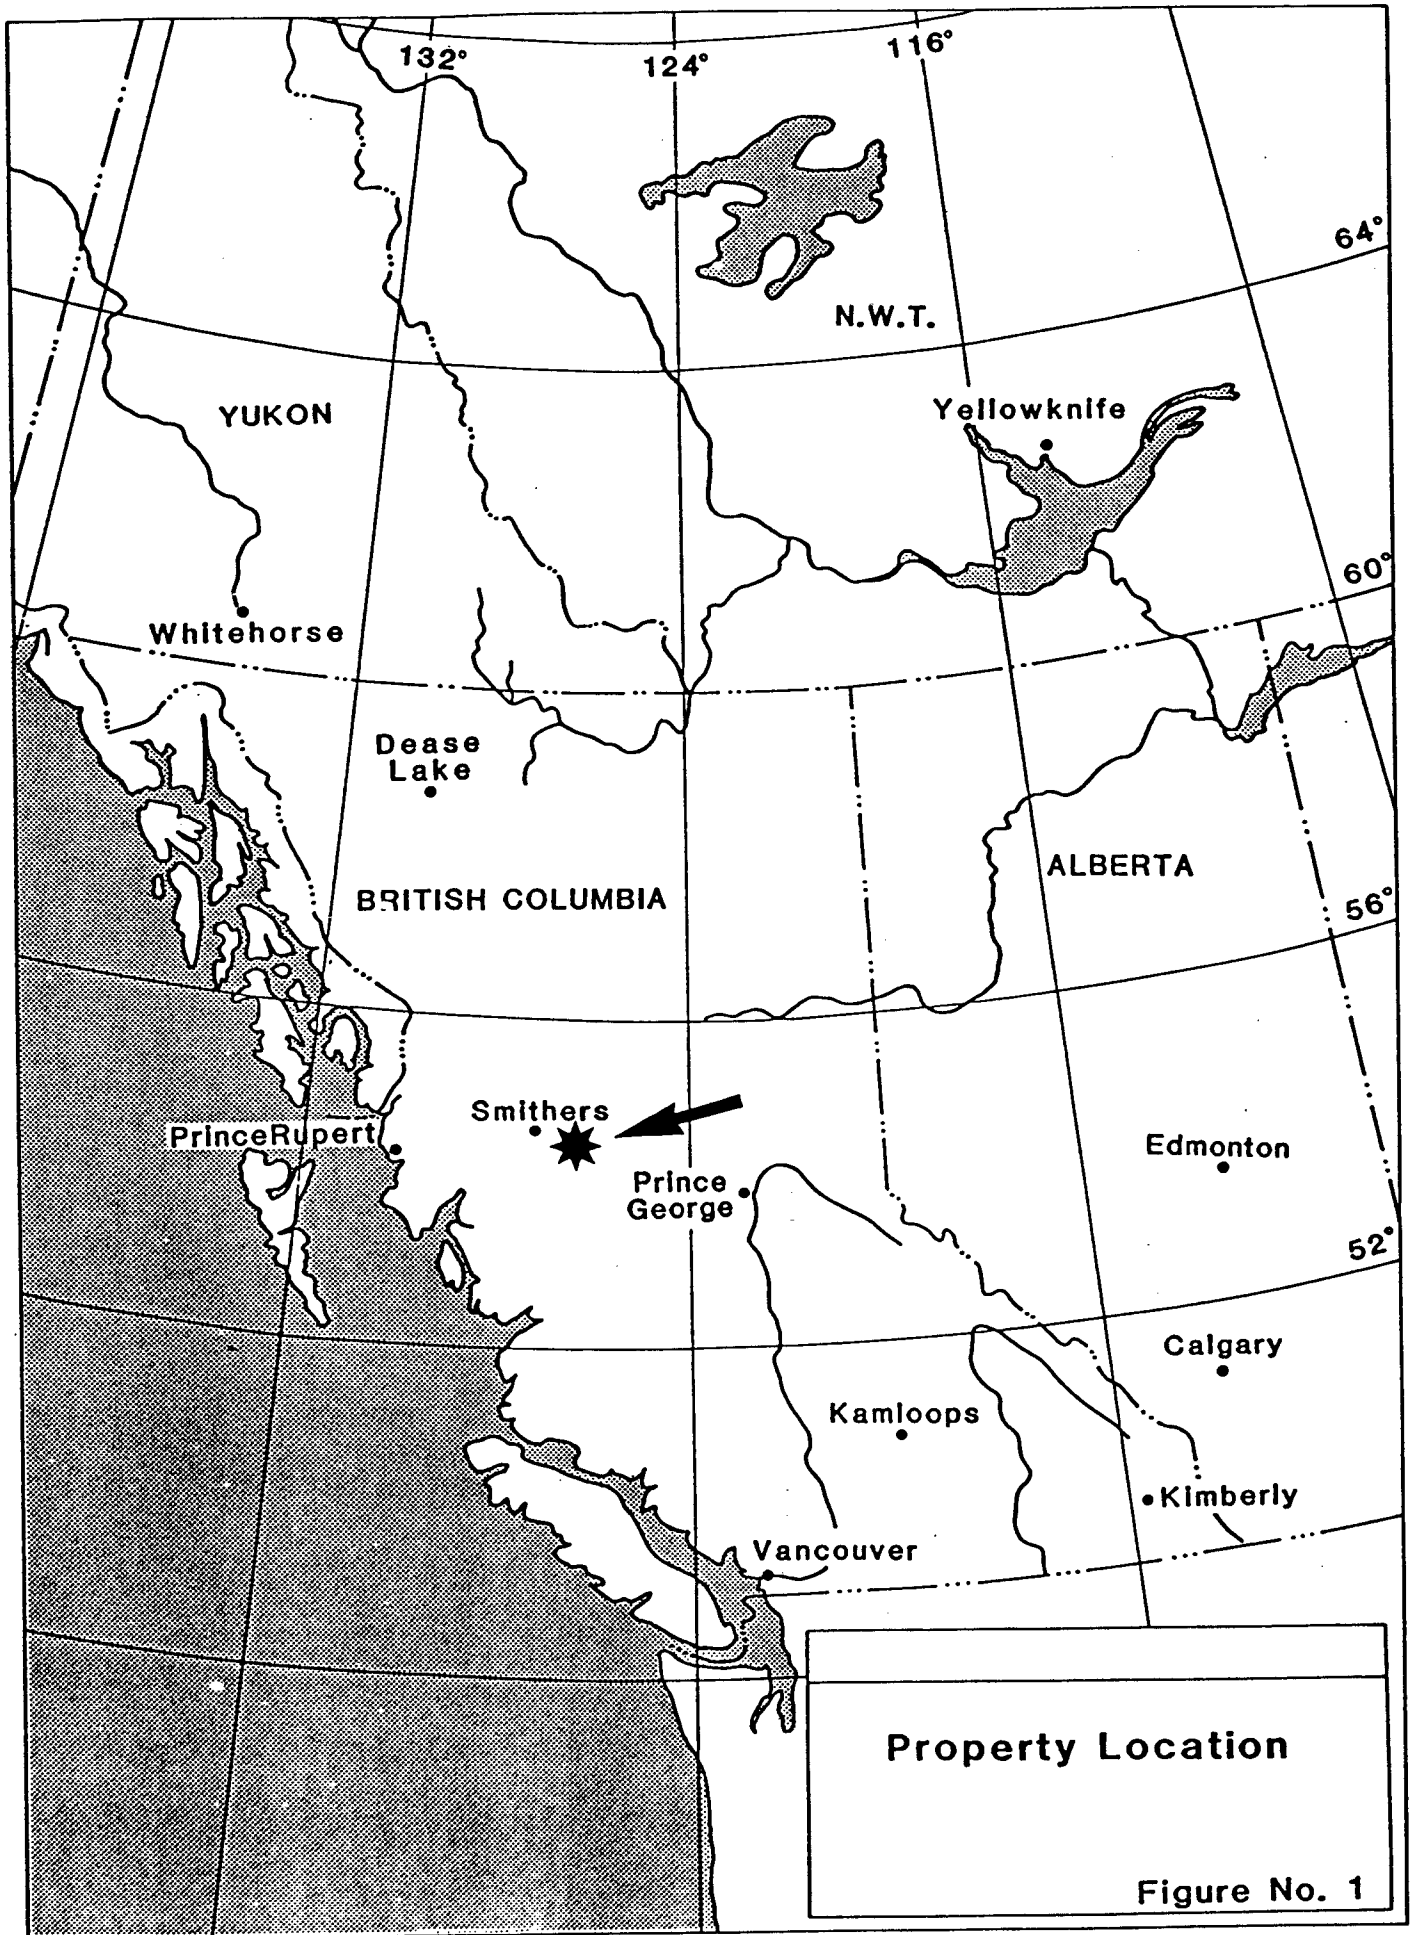 132°
124°
116°
64°
N.W.T.
YUKON
Yellowknife
60°
Whitehorse
Dease
Lake
ALBERTA
BRITISH COLUMBIA
56°
Smithers
PrinceRupert
Edmonton
Prince
George
52°
Calgary
Kamloops
Kimberly
Vancouver
Property Location
Figure No. 1